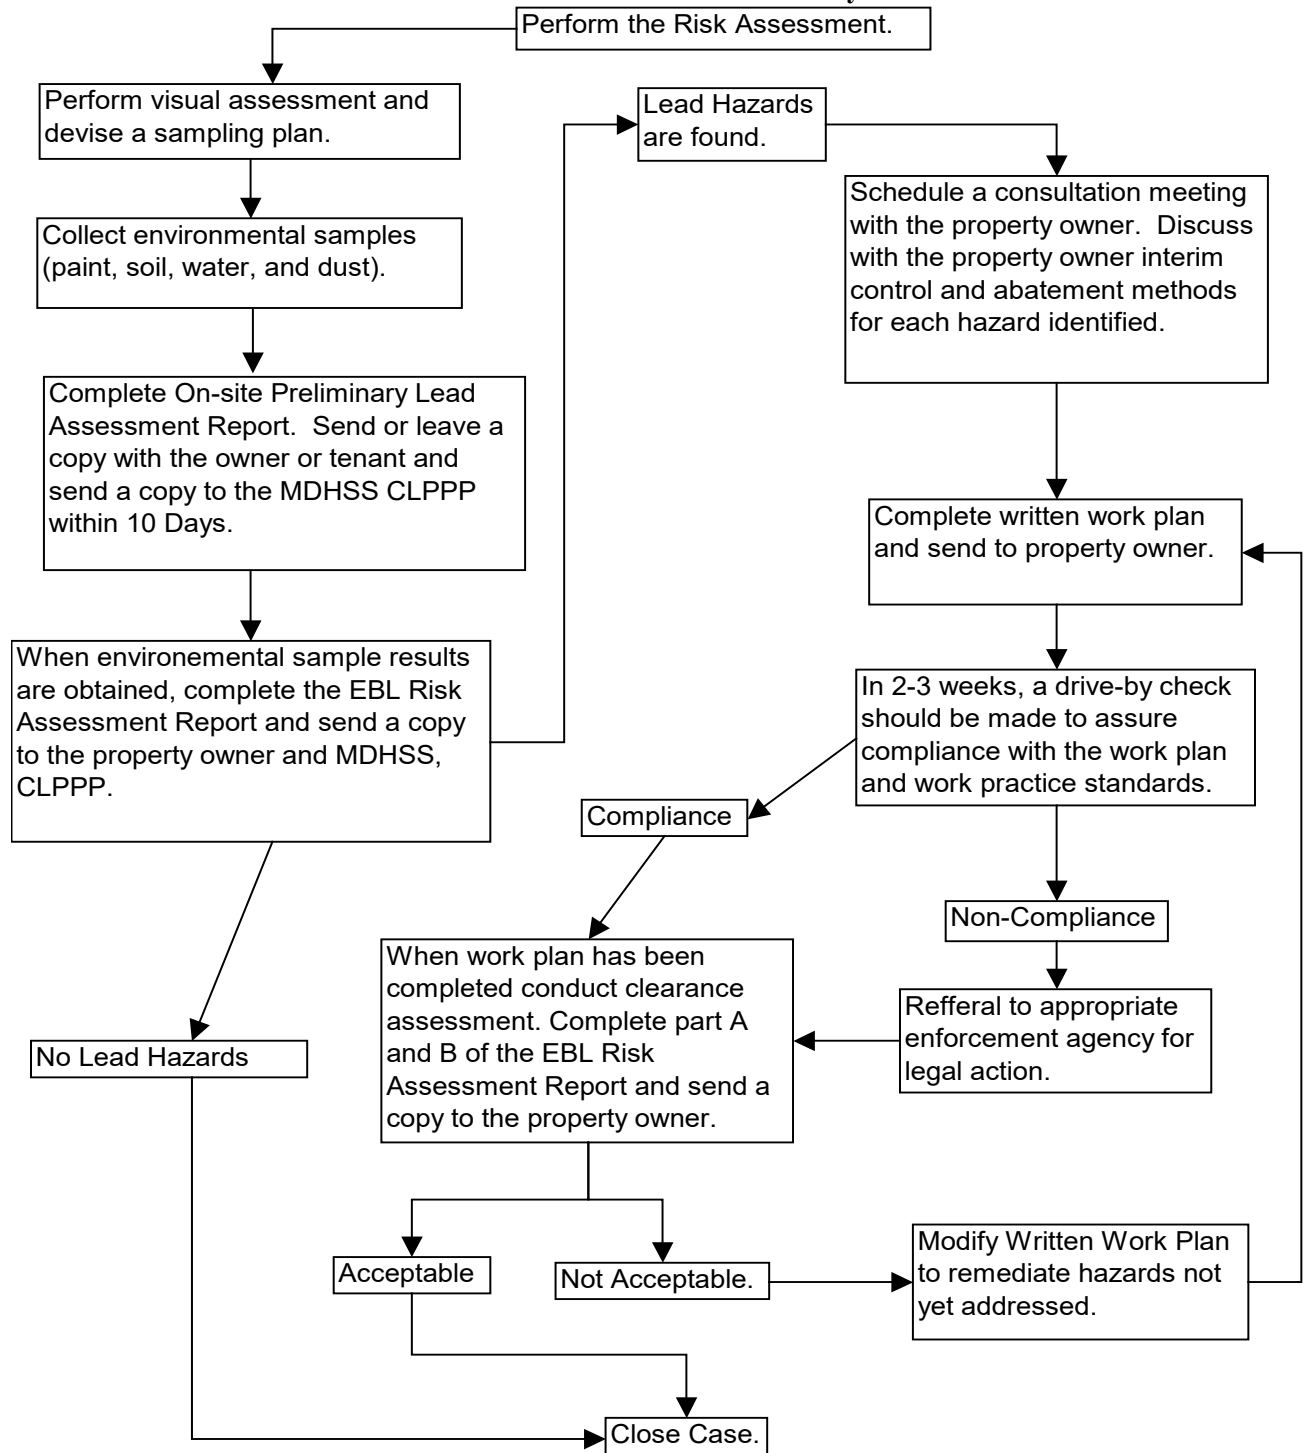 Perform the Risk Assessment.
Perform visual assessment and
devise a sampling plan.
Collect environmental samples
(paint, soil, water, and dust).
Complete On-site Preliminary Lead
Assessment Report.  Send or leave a
copy with the owner or tenant and
send a copy to the MDHSS CLPPP
within 10 Days.
When environemental sample results
are obtained, complete the EBL Risk
Assessment Report and send a copy
to the property owner and MDHSS,
CLPPP.
Lead Hazards
are found.
Schedule a consultation meeting
with the property owner.  Discuss
with the property owner interim
control and abatement methods
for each hazard identified.
Complete written work plan
and send to property owner.
In 2-3 weeks, a drive-by check
should be made to assure
compliance with the work plan
and work practice standards.
Compliance
Non-Compliance
Refferal to appropriate
enforcement agency for
legal action.
When work plan has been
completed conduct clearance
assessment. Complete part A
and B of the EBL Risk
Assessment Report and send a
copy to the property owner.
No Lead Hazards
Acceptable
Not Acceptable.
Modify Written Work Plan
to remediate hazards not
yet addressed.
Close Case.